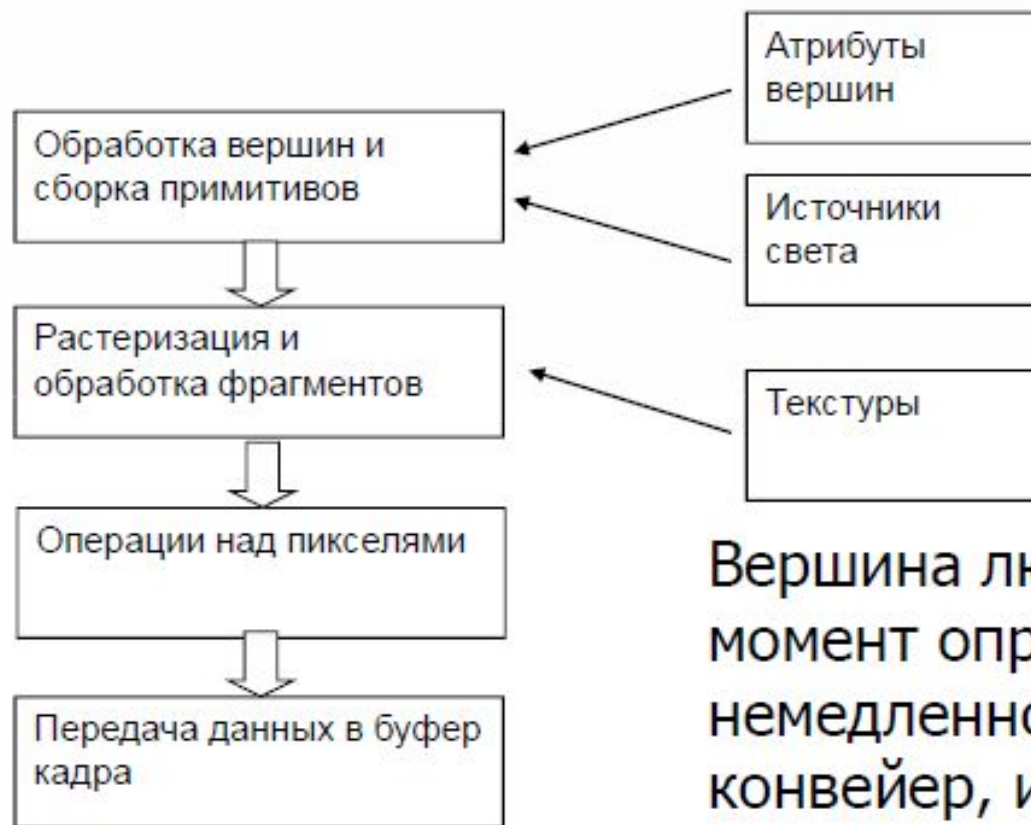 Обработка вершин и
сборка примитивов
Растеризация и
обработка фрагментов
Операции над пикселями
Передача данных в буфер
кадра
Атрибуты
вершин
Источники
света
Текстуры
Вершина
момент
конвейер,